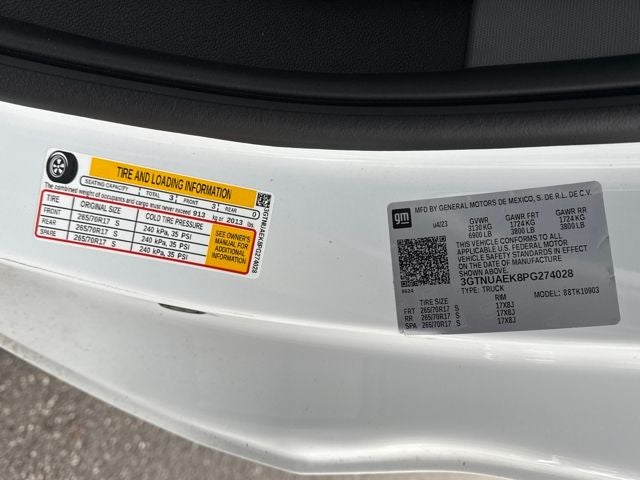 TIRE AND LOADING INFORMATION
SEATING CAPACITY TOTAL 3 FRONT 3 REAR 0
The combined weight of occupants and cargo must never exceed 913 kg or 2013 lbs.
TIRE ORIGINAL SIZE COLD TIRE PRESSURE
FRONT 265/70R17 S 240 kPa, 35 PSI
REAR 265/70R17 S 240 kPa, 35 PSI
SPARE 265/70R17 S 240 kPa, 35 PSI
SEE OWNER'S
MANUAL FOR
ADDITIONAL
INFORMATION
3GTNUAEK8PG274028
gm
MFD BY GENERAL MOTORS DE MEXICO, S. DE R.L. DE C.V.
04/23 GVWR GAWR FRT GAWR RR
3130 KG 1724 KG 1724 KG
6900 LB 3800 LB 3800 LB
THIS VEHICLE CONFORMS TO ALL
APPLICABLE U.S. FEDERAL MOTOR
VEHICLE SAFETY STANDARDS IN EFFECT
ON THE DATE OF MANUFACTURE
SHOWN ABOVE.
3GTNUAEK8PG274028
TYPE: TRUCK MODEL: 88TK10903
TIRE SIZE RIM
FRT 265/70R17 S 17X8J
RR 265/70R17 S 17X8J
SPA 265/70R17 S 17X8J